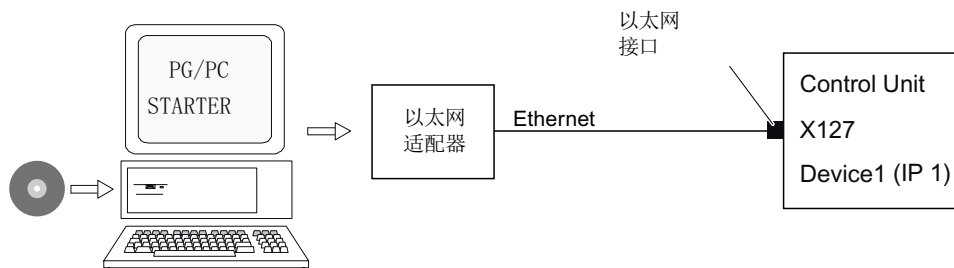 PG/PC
STARTER
以太网
适配器
Ethernet
以太网
接口
Control Unit
X127
Device1 (IP 1)